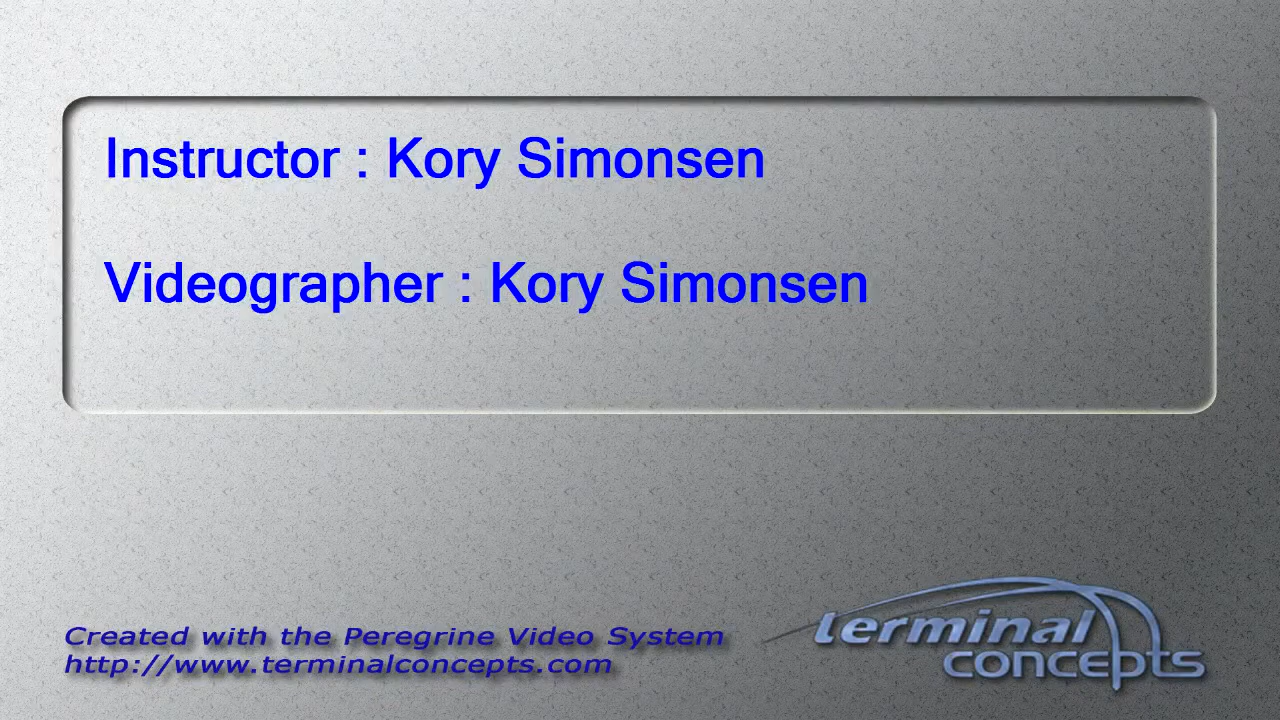 Instructor : Kory Simonsen
Videographer : Kory Simonsen
Created with the Peregrine Video System
http://www.terminalconcepts.com
terminal
concepts